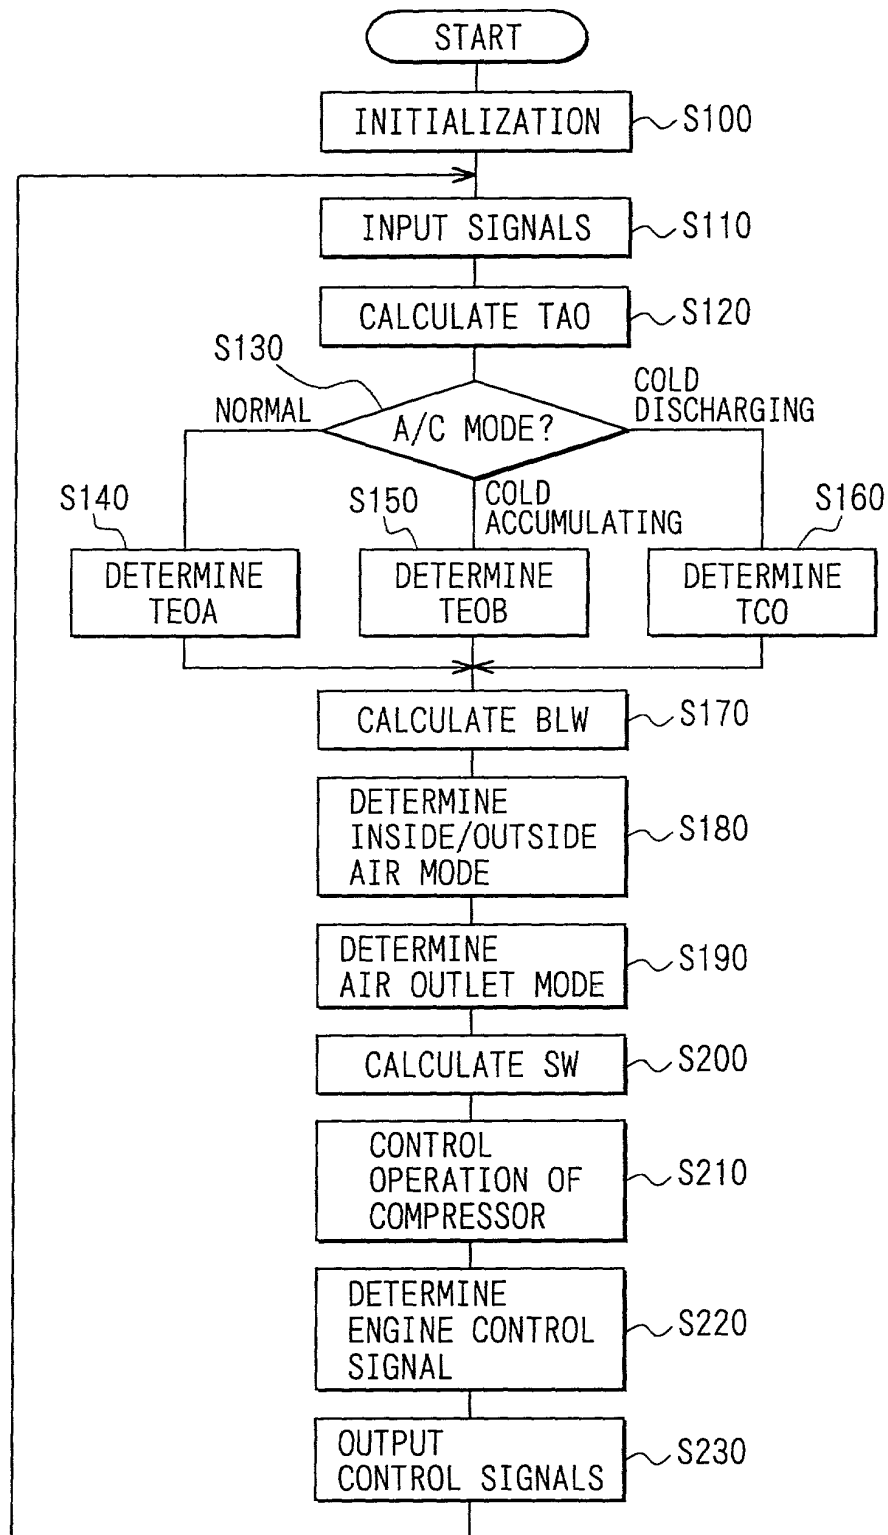 START
INITIALIZATION
S100
INPUT SIGNALS
S110
CALCULATE TAO
S120
S130
A/C MODE?
NORMAL
COLD
DISCHARGING
COLD
ACCUMULATING
S140
DETERMINE
TEOA
S150
DETERMINE
TEOB
S160
DETERMINE
TCO
CALCULATE BLW
S170
DETERMINE
INSIDE/OUTSIDE
AIR MODE
S180
DETERMINE
AIR OUTLET MODE
S190
CALCULATE SW
S200
CONTROL
OPERATION OF
COMPRESSOR
S210
DETERMINE
ENGINE CONTROL
SIGNAL
S220
OUTPUT
CONTROL SIGNALS
S230